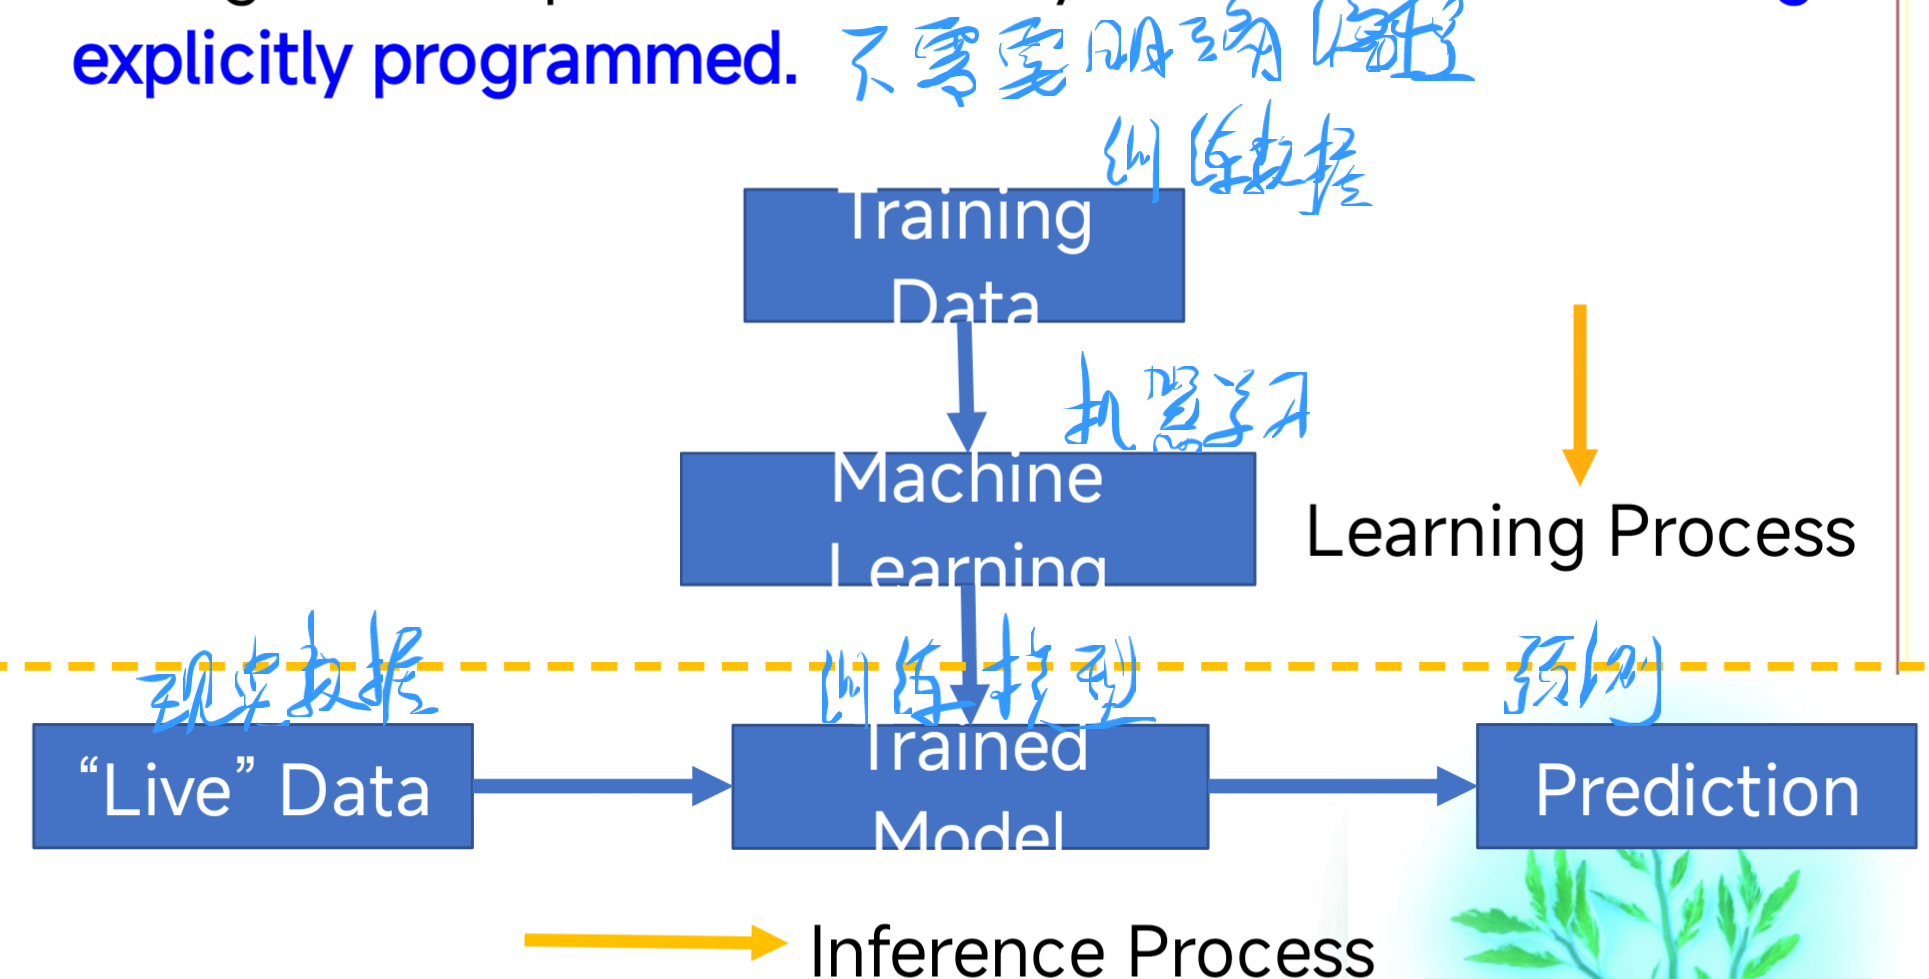 explicitly programmed. 不需要明确编程
训练数据
Training
Data
机器学习
Machine
Learning
Learning Process
现实数据 训练模型 预测
“Live” Data
Trained
Model
Prediction
Inference Process